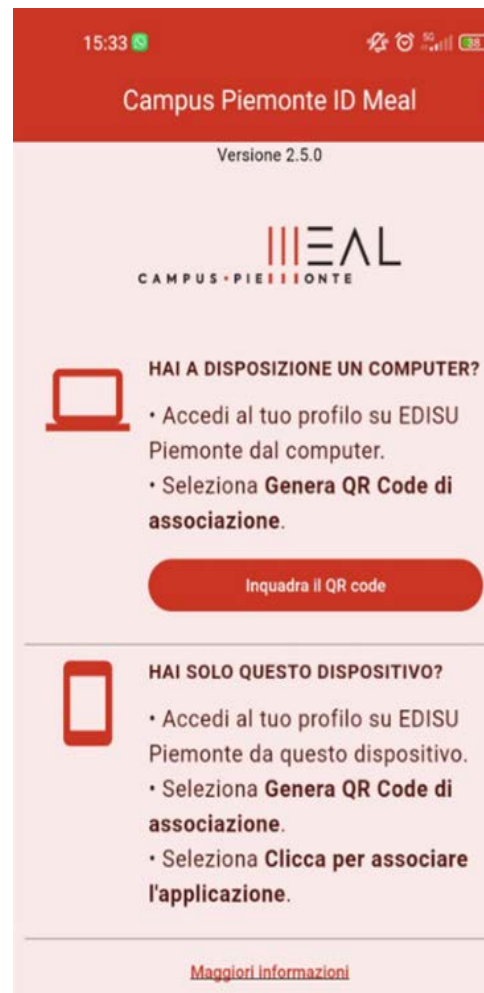 15:33
5G
38
Campus Piemonte ID Meal
Versione 2.5.0
MEAL
CAMPUS•PIEMONTE
HAI A DISPOSIZIONE UN COMPUTER?
• Accedi al tuo profilo su EDISU
Piemonte dal computer.
• Seleziona Genera QR Code di
associazione.
Inquadra il QR code
HAI SOLO QUESTO DISPOSITIVO?
• Accedi al tuo profilo su EDISU
Piemonte da questo dispositivo.
• Seleziona Genera QR Code di
associazione.
• Seleziona Clicca per associare
l'applicazione.
Maggiori informazioni